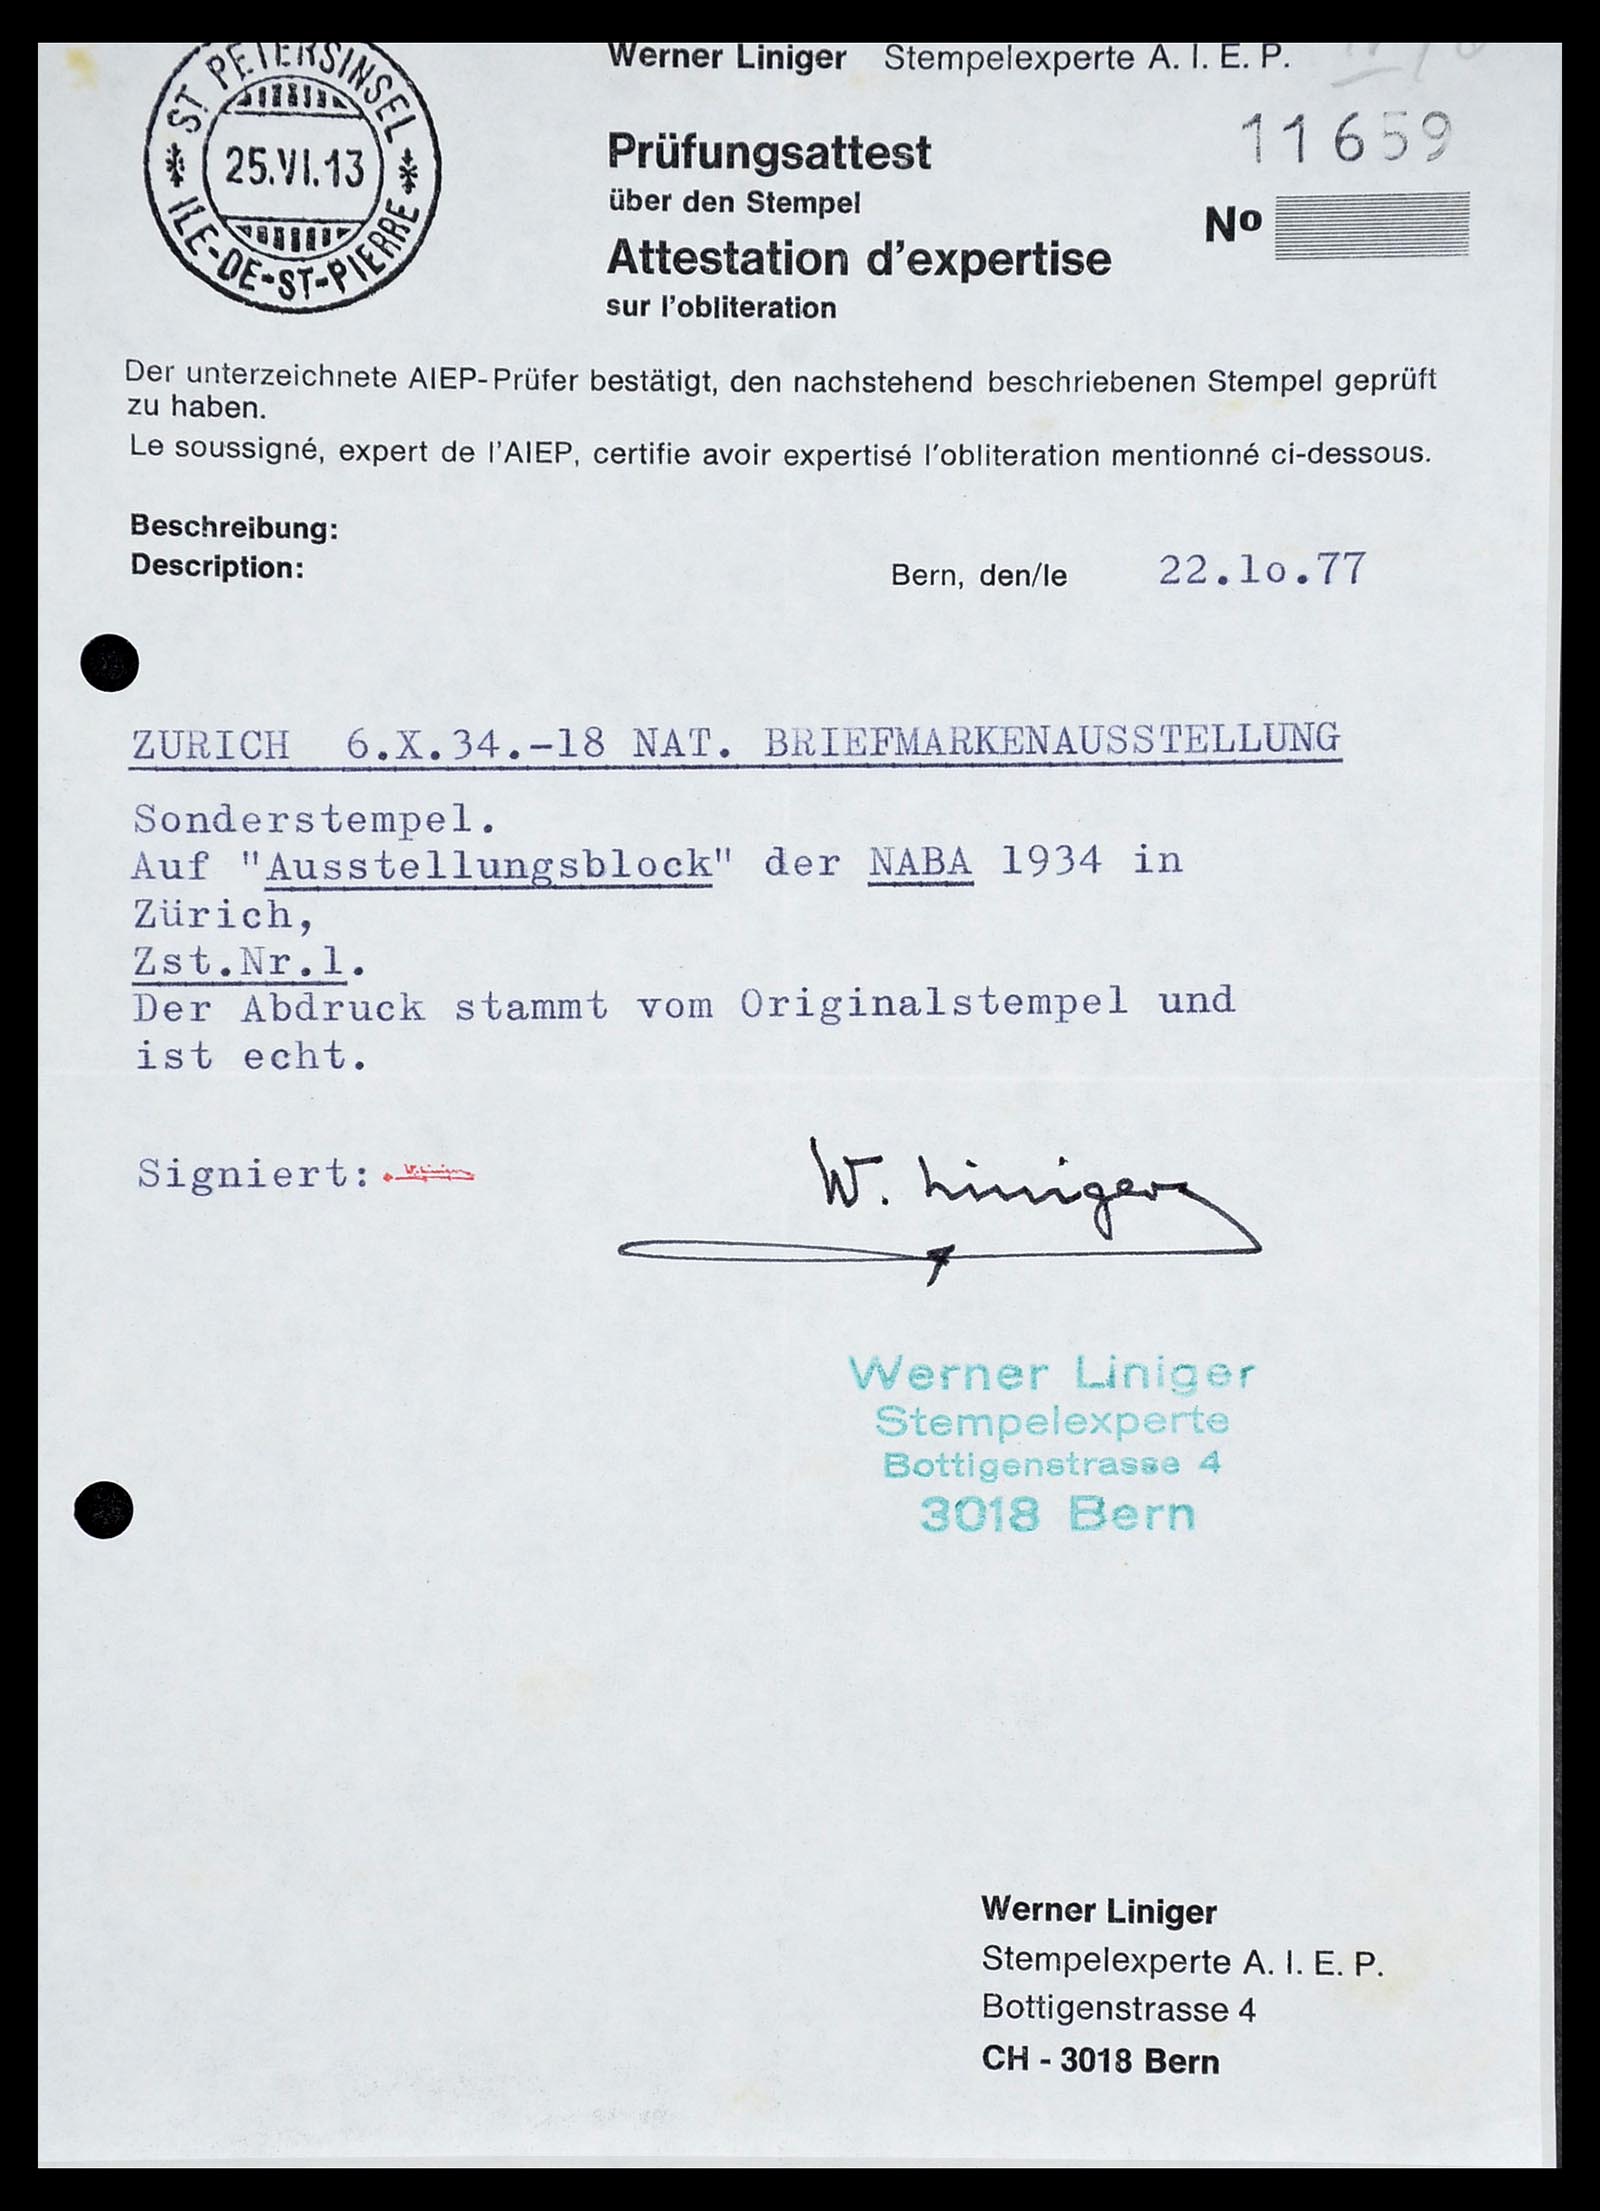 ST. PETERSINSEL
25.VI.13
ILE-DE-ST-PIERRE
Werner Liniger Stempelexperte A. I. E. P.
11659
Prüfungsattest
über den Stempel
No
Attestation d'expertise
sur l'obliteration
Der unterzeichnete AIEP-Prüfer bestätigt, den nachstehend beschriebenen Stempel geprüft
zu haben.
Le soussigné, expert de l'AIEP, certifie avoir expertisé l'obliteration mentionné ci-dessous.
Beschreibung:
Description:
Bern, den/le 22.lo.77
ZURICH 6.X.34.-18 NAT. BRIEFMARKENAUSSTELLUNG
Sonderstempel.
Auf "Ausstellungsblock" der NABA 1934 in
Zürich,
Zst.Nr.l.
Der Abdruck stammt vom Originalstempel und
ist echt.
Signiert: W. Liniger
W. Liniger
Werner Liniger
Stempelexperte
Bottigenstrasse 4
3018 Bern
Werner Liniger
Stempelexperte A. I. E. P.
Bottigenstrasse 4
CH - 3018 Bern